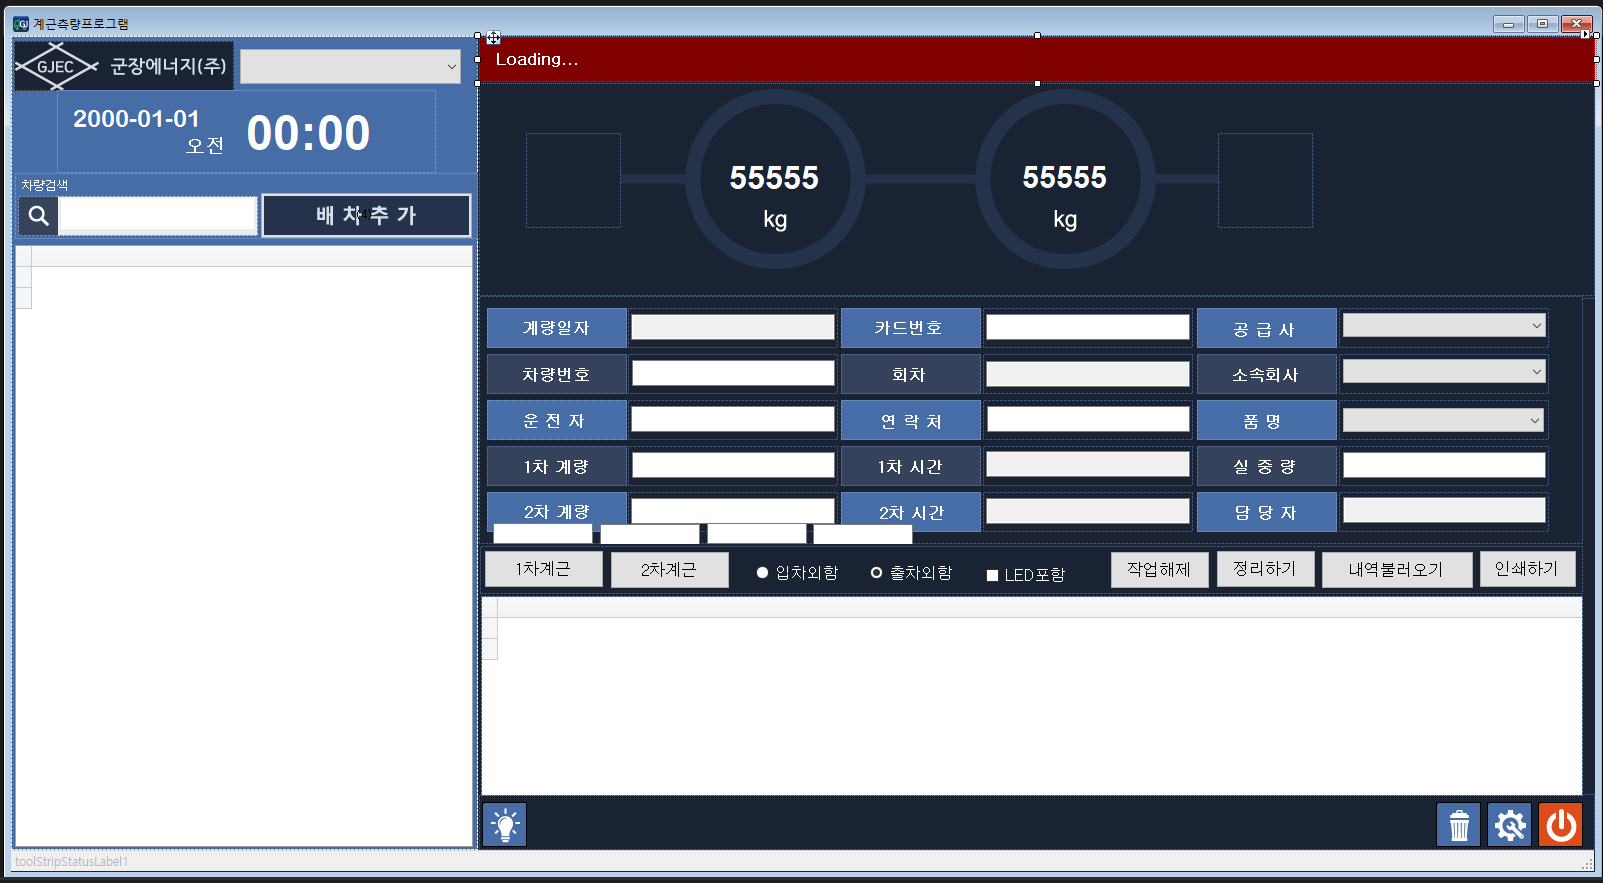 계근측량프로그램
GJEC 군장에너지(주)
Loading...
2000-01-01
오전
00:00
차량검색
배 차 추 가
55555
kg
55555
kg
계량일자 카드번호 공 급 사
차량번호 회차 소속회사
운 전 자 연 락 처 품 명
1차 계량 1차 시간 실 중 량
2차 계량 2차 시간 담 당 자
1차계근 2차계근 입차외함 출차외함 LED포함 작업해제 정리하기 내역불러오기 인쇄하기
toolStripStatusLabel1